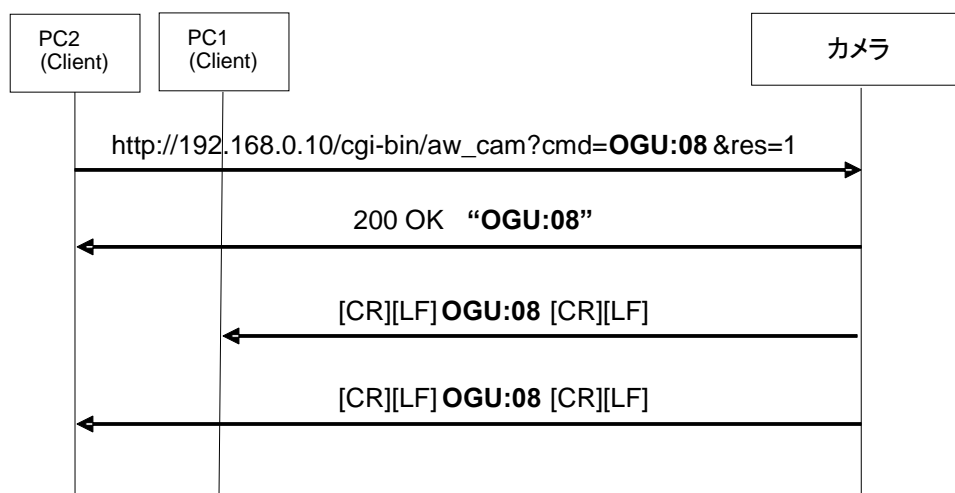 PC2
(Client)
PC1
(Client)
カメラ
http://192.168.0.10/cgi-bin/aw_cam?cmd=OGU:08 &res=1
200 OK “OGU:08”
[CR][LF] OGU:08 [CR][LF]
[CR][LF] OGU:08 [CR][LF]